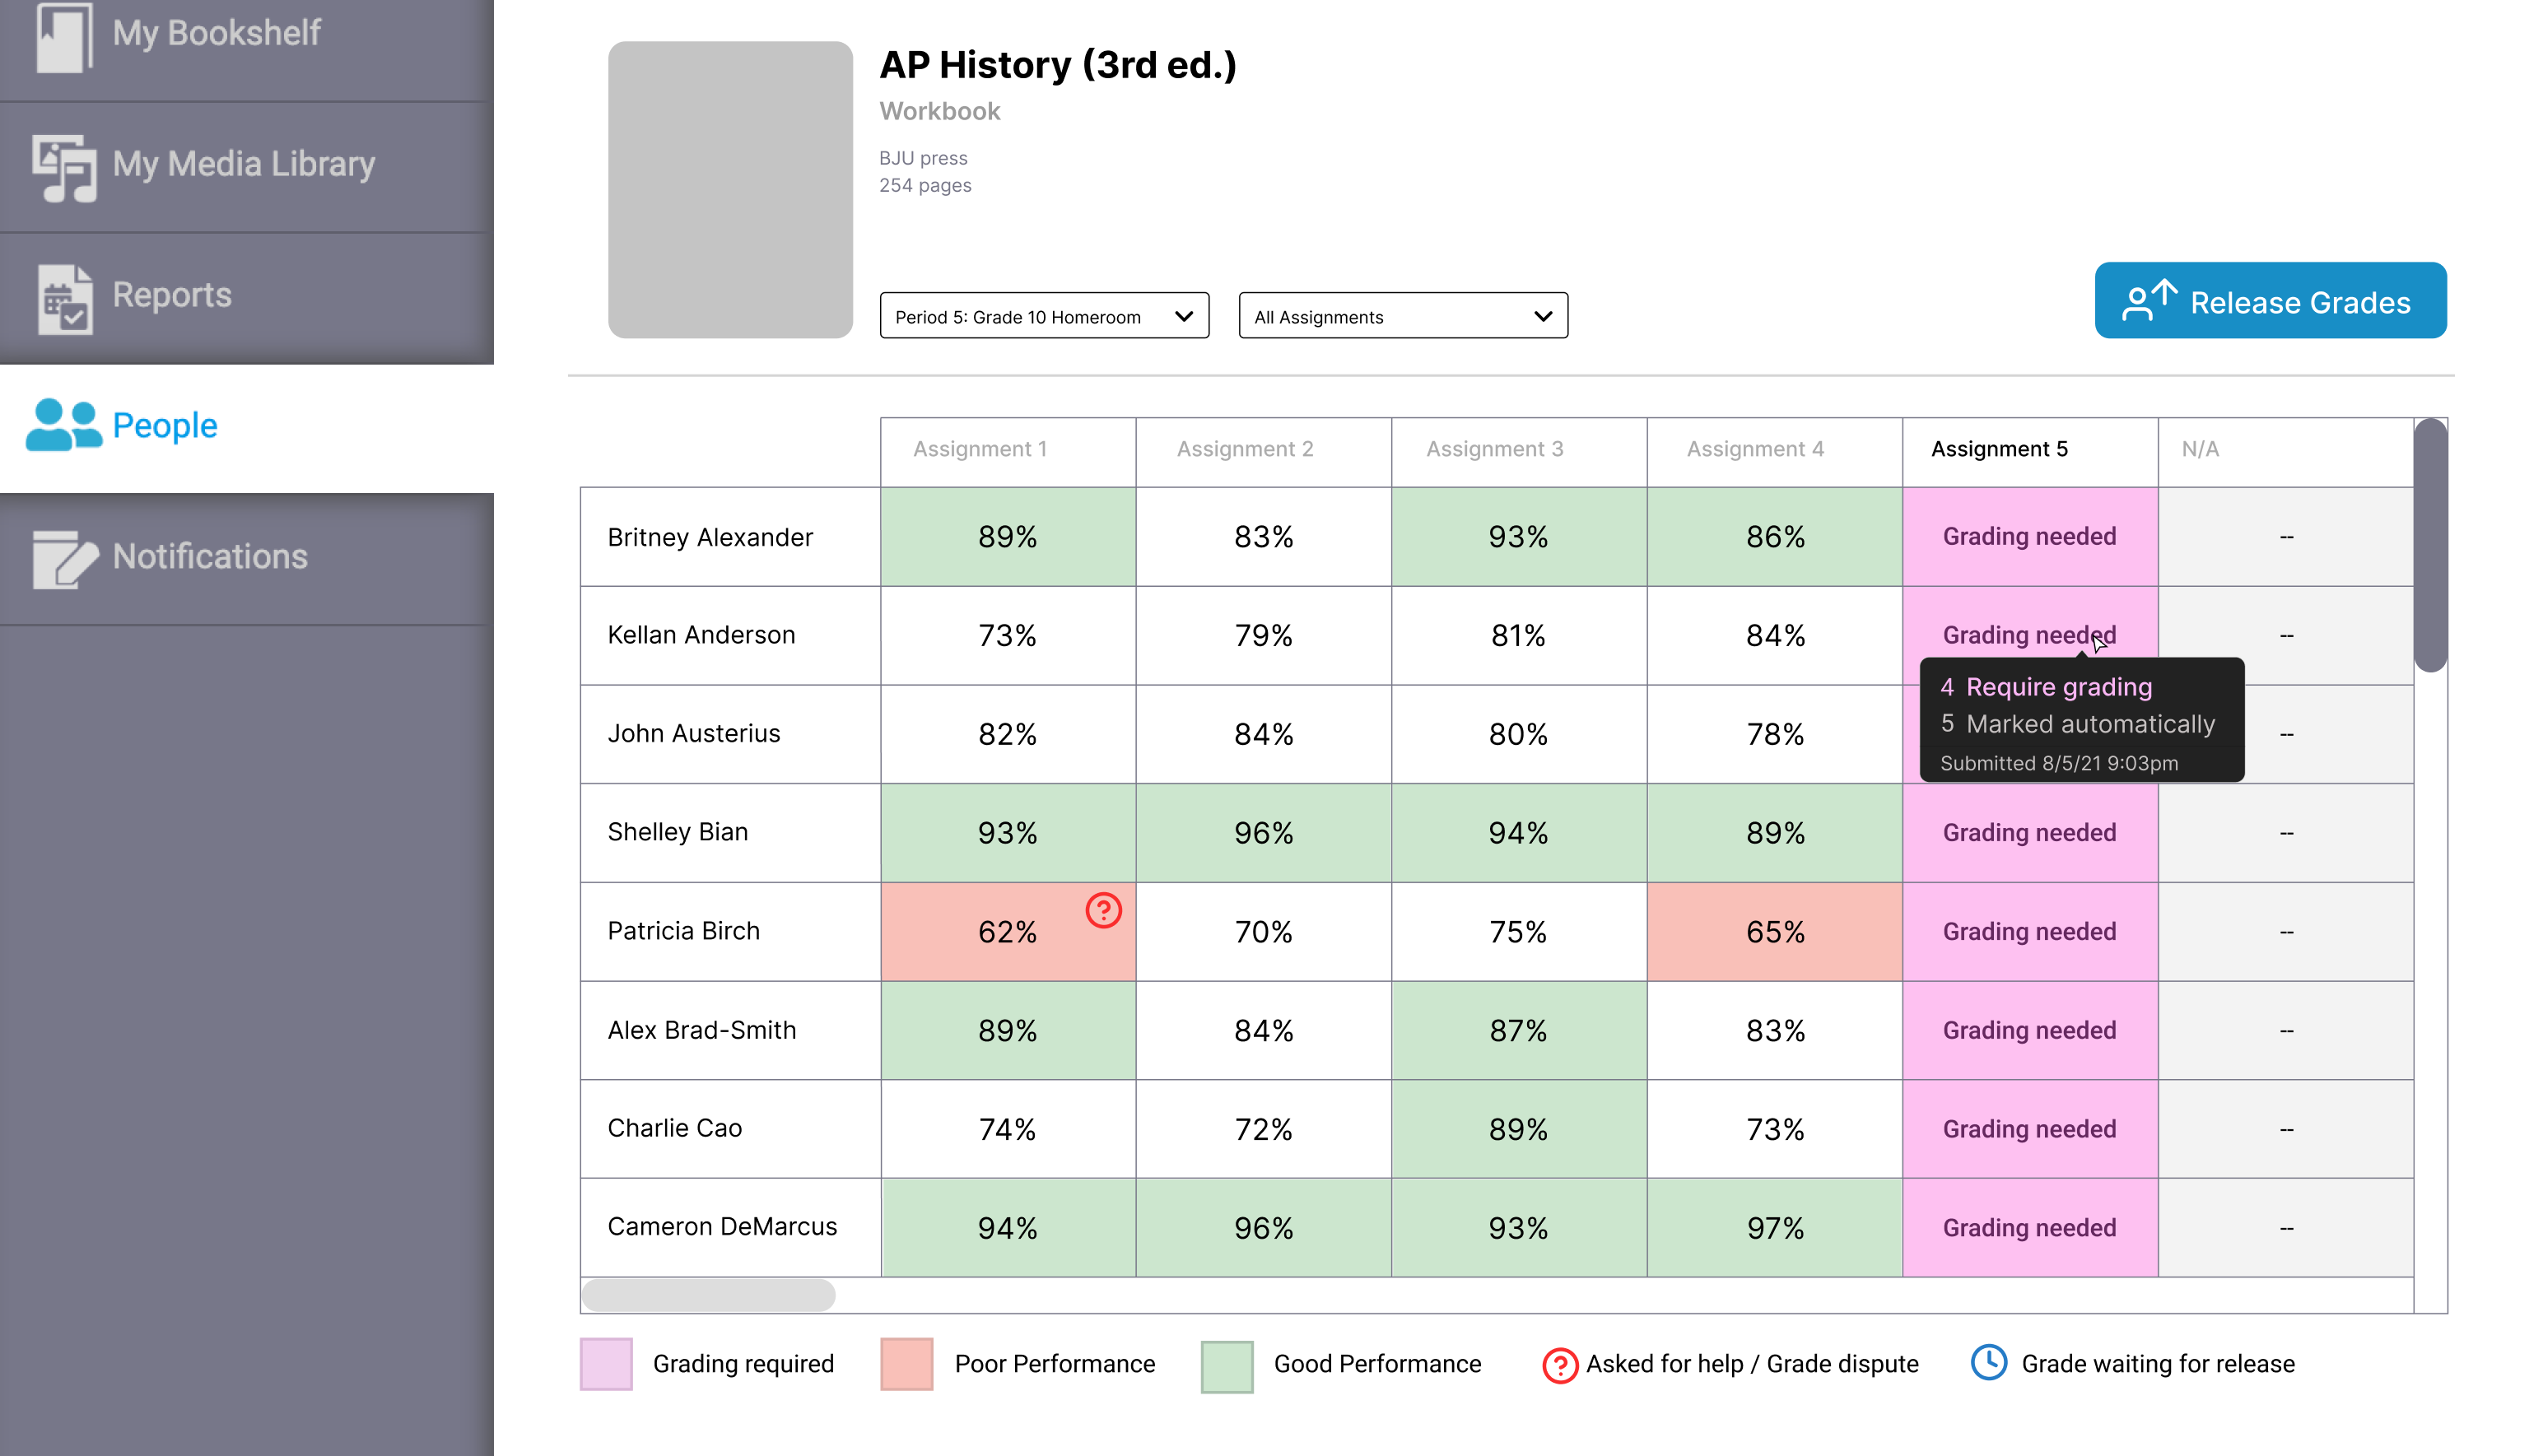 My Bookshelf
My Media Library
Reports
People
Notifications
AP History (3rd ed.)
Workbook
BJU press
254 pages
Period 5: Grade 10 Homeroom
All Assignments
Release Grades
Assignment 1 Assignment 2 Assignment 3 Assignment 4 Assignment 5 N/A
Britney Alexander 89% 83% 93% 86% Grading needed --
Kellan Anderson 73% 79% 81% 84% Grading needed --
4 Require grading
5 Marked automatically
Submitted 8/5/21 9:03pm
John Austerius 82% 84% 80% 78% --
Shelley Bian 93% 96% 94% 89% Grading needed --
Patricia Birch 62% ? 70% 75% 65% Grading needed --
Alex Brad-Smith 89% 84% 87% 83% Grading needed --
Charlie Cao 74% 72% 89% 73% Grading needed --
Cameron DeMarcus 94% 96% 93% 97% Grading needed --
Grading required
Poor Performance
Good Performance
? Asked for help / Grade dispute
Grade waiting for release